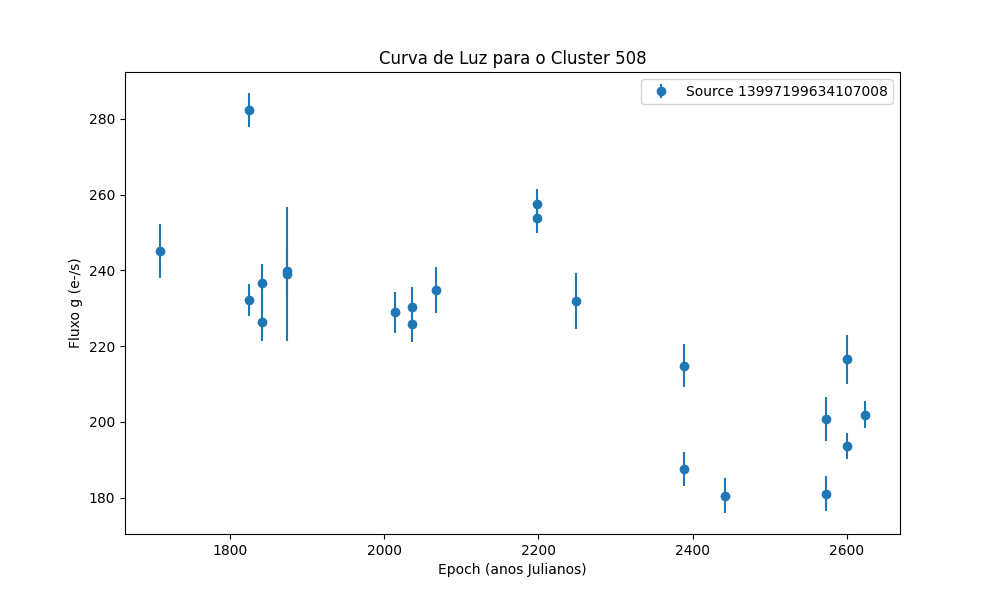 Curva de Luz para o Cluster 508
Source 13997199634107008
Fluxo g (e-/s)
280
260
240
220
200
180
1800
2000
2200
2400
2600
Epoch (anos Julianos)